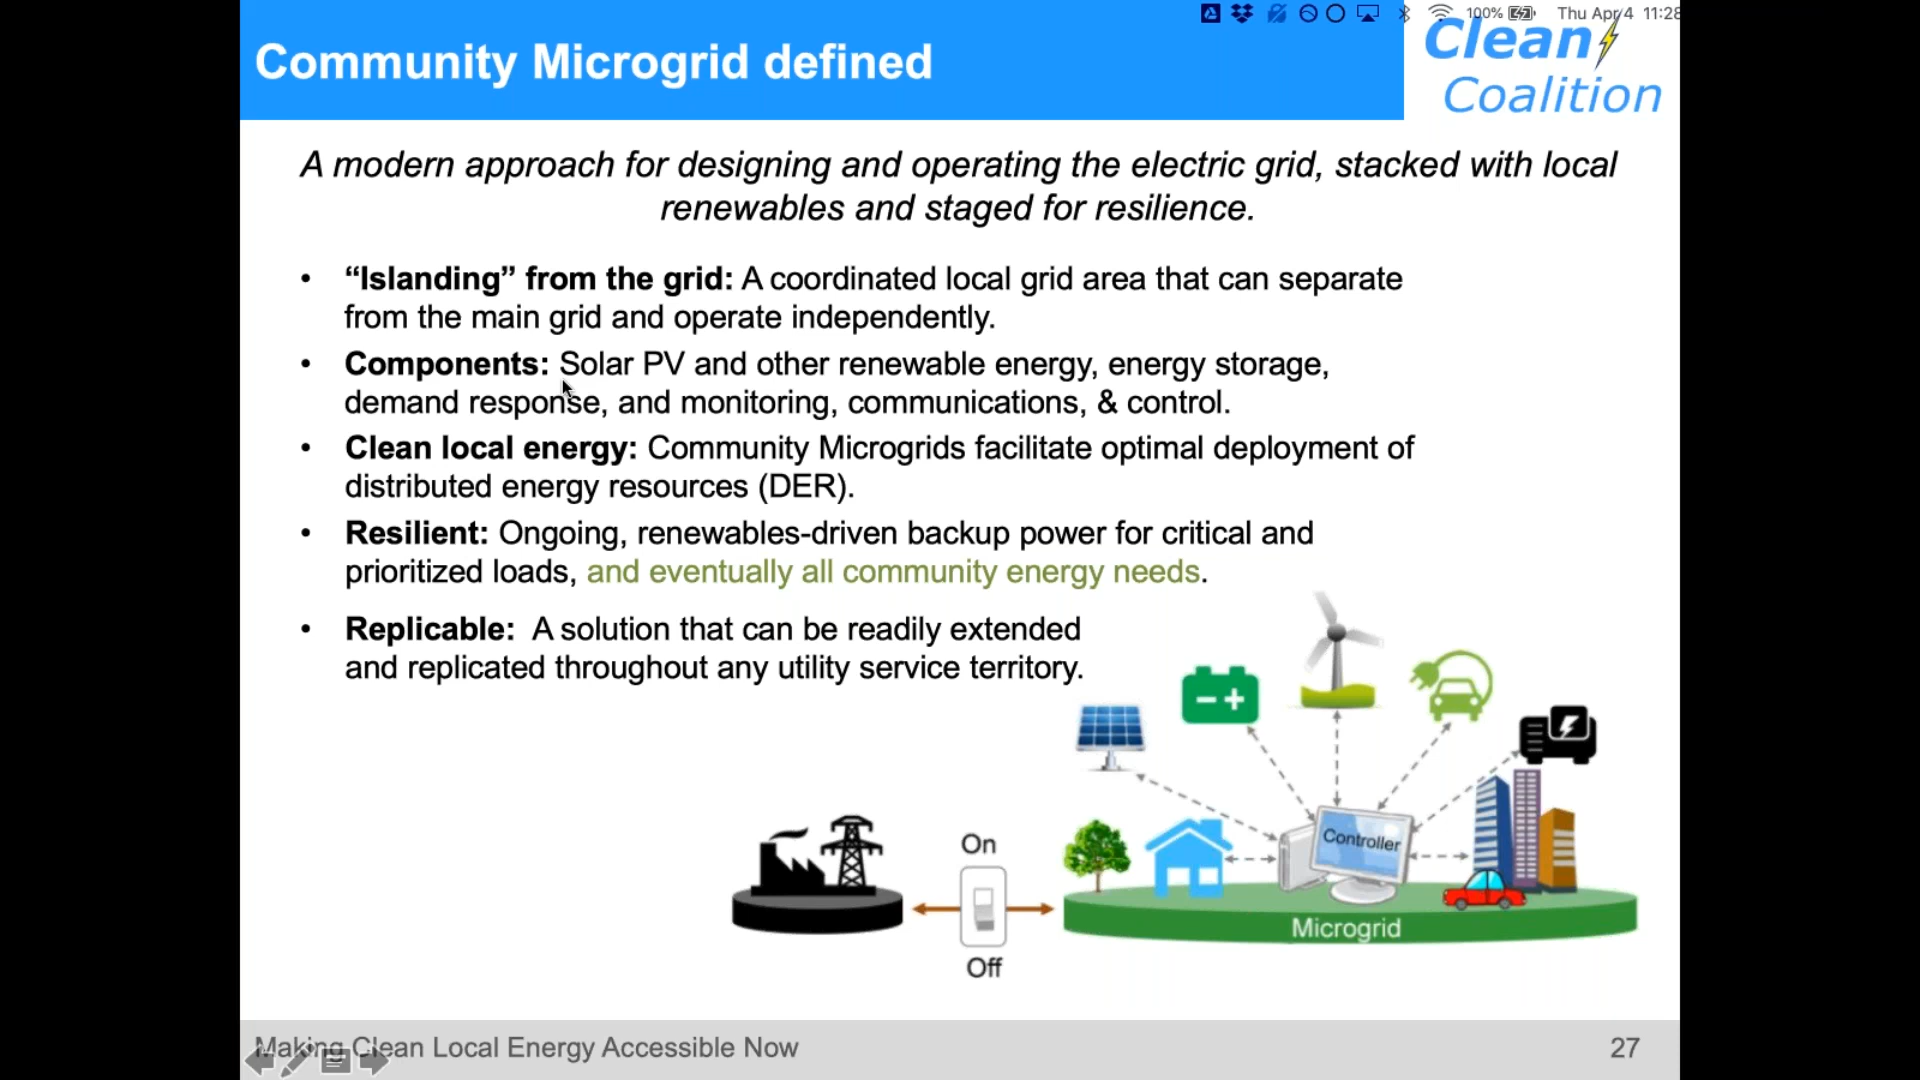 100% Thu Apr 4 11:28
Community Microgrid defined
Clean
Coalition
A modern approach for designing and operating the electric grid, stacked with local
renewables and staged for resilience.
• “Islanding” from the grid: A coordinated local grid area that can separate
from the main grid and operate independently.
• Components: Solar PV and other renewable energy, energy storage,
demand response, and monitoring, communications, & control.
• Clean local energy: Community Microgrids facilitate optimal deployment of
distributed energy resources (DER).
• Resilient: Ongoing, renewables-driven backup power for critical and
prioritized loads, and eventually all community energy needs.
• Replicable: A solution that can be readily extended
and replicated throughout any utility service territory.
On
Off
Controller
Microgrid
Making Clean Local Energy Accessible Now
27